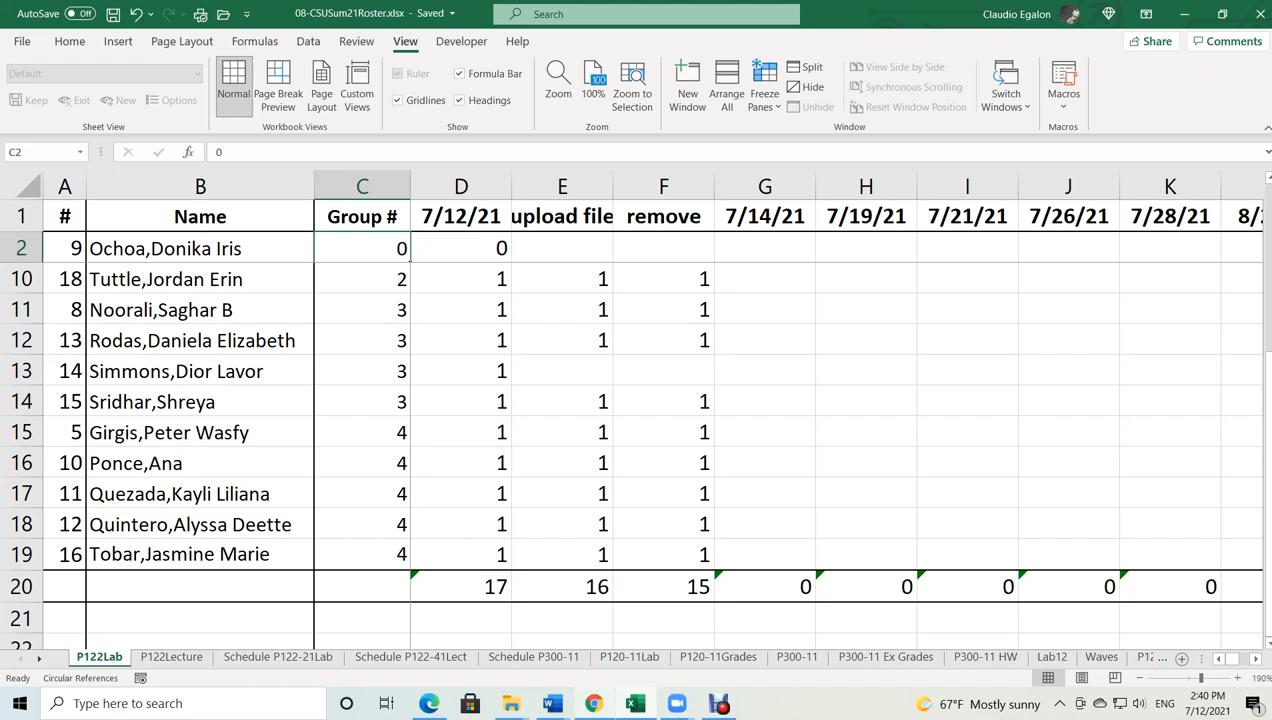 AutoSave Off 08-CSUSum21Roster.xlsx - Saved Search Claudio Egalon
File Home Insert Page Layout Formulas Data Review View Developer Help Share Comments
Default
Keep Exit New Options
Sheet View
Normal Page Break Preview Page Layout Custom Views
Workbook Views
Ruler Formula Bar
Gridlines Headings
Show
Zoom 100% Zoom to Selection
Zoom
New Window Arrange All Freeze Panes
Split
Hide
Unhide
View Side by Side
Synchronous Scrolling
Reset Window Position
Switch Windows
Window
Macros
Macros
C2 fx 0
A B C D E F G H I J K
1 # Name Group # 7/12/21 upload file remove 7/14/21 7/19/21 7/21/21 7/26/21 7/28/21 8/2
2 9 Ochoa,Donika Iris 0 0
10 18 Tuttle,Jordan Erin 2 1 1 1
11 8 Noorali,Saghar B 3 1 1 1
12 13 Rodas,Daniela Elizabeth 3 1 1 1
13 14 Simmons,Dior Lavor 3 1
14 15 Sridhar,Shreya 3 1 1 1
15 5 Girgis,Peter Wasfy 4 1 1 1
16 10 Ponce,Ana 4 1 1 1
17 11 Quezada,Kayli Liliana 4 1 1 1
18 12 Quintero,Alyssa Deette 4 1 1 1
19 16 Tobar,Jasmine Marie 4 1 1 1
20 17 16 15 0 0 0 0 0
21
22
P122Lab P122Lecture Schedule P122-21Lab Schedule P122-41Lect Schedule P300-11 P120-11Lab P120-11Grades P300-11 P300-11 Ex Grades P300-11 HW Lab12 Waves P12 ...
Ready Circular References 190%
Type here to search 67°F Mostly sunny ENG 2:40 PM
7/12/2021 1